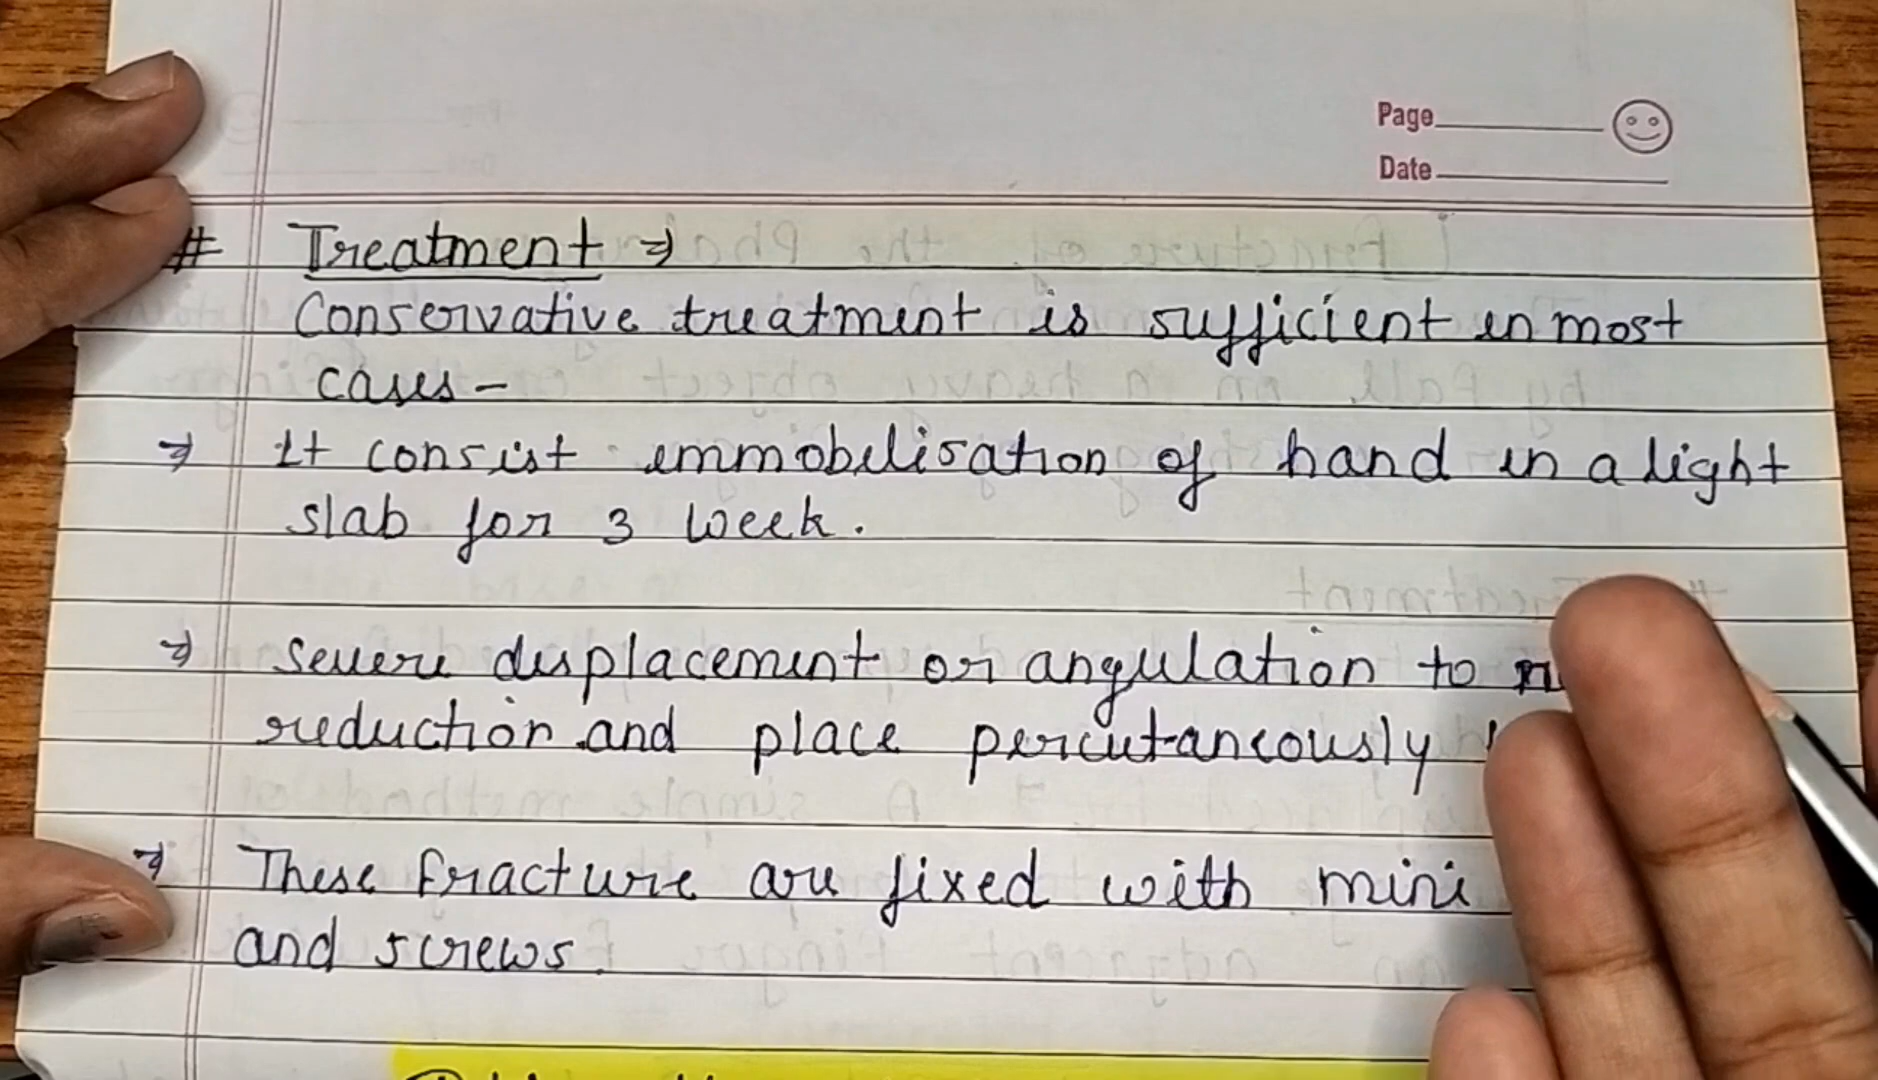 Page
Date
# Treatment ⇒
Conservative treatment is sufficient in most
cases -
⇒ It consist immobilisation of hand in a light
slab for 3 week.
⇒ Severe displacement or angulation to
reduction and place percutaneously
⇒ These fracture are fixed with mini
and screws.